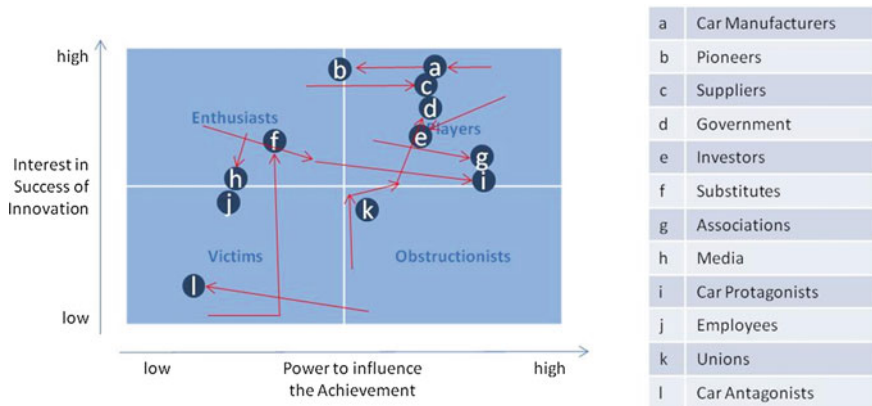 high
Interest in
Success of
Innovation
low
Enthusiasts
Players
Victims
Obstructionists
b
a
c
d
e
f
g
h
i
j
k
l
low
Power to influence
the Achievement
high
a Car Manufacturers
b Pioneers
c Suppliers
d Government
e Investors
f Substitutes
g Associations
h Media
i Car Protagonists
j Employees
k Unions
l Car Antagonists